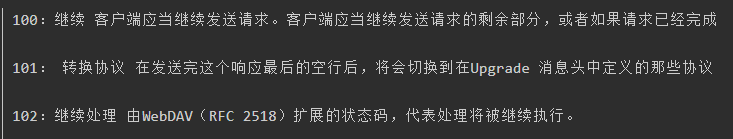 100：继续 客户端应当继续发送请求。客户端应当继续发送请求的剩余部分，或者如果请求已经完成
101： 转换协议 在发送完这个响应最后的空行后，将会切换到在Upgrade 消息头中定义的那些协议
102：继续处理 由WebDAV（RFC 2518）扩展的状态码，代表处理将被继续执行。